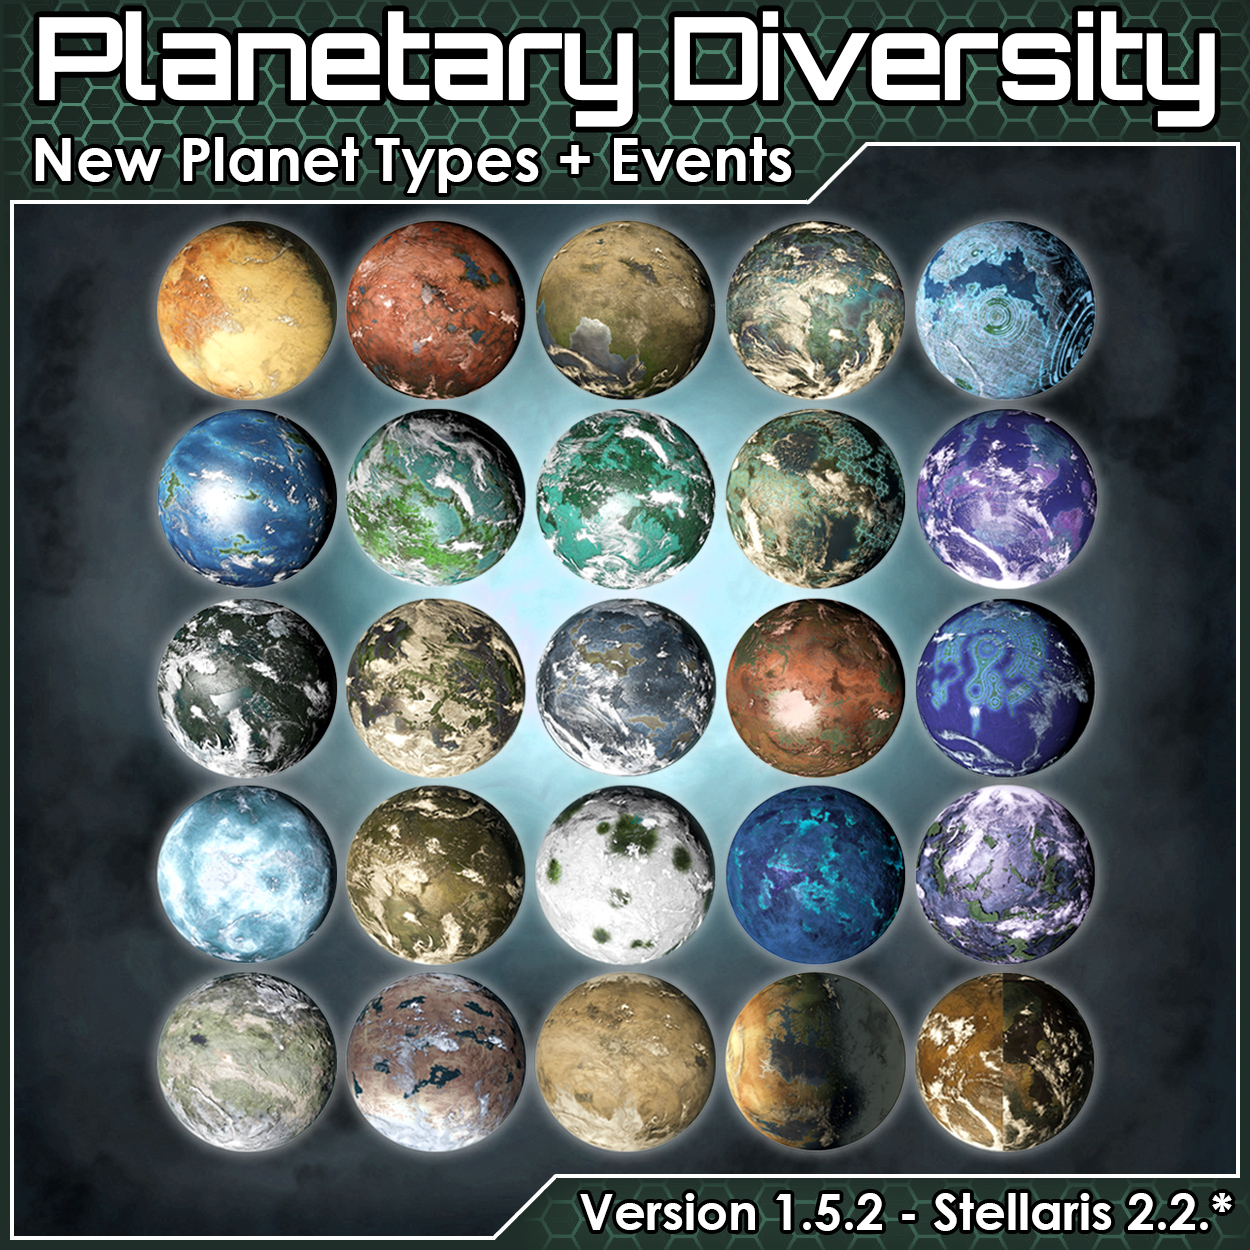 Planetary Diversity
New Planet Types + Events
Version 1.5.2 - Stellaris 2.2.*